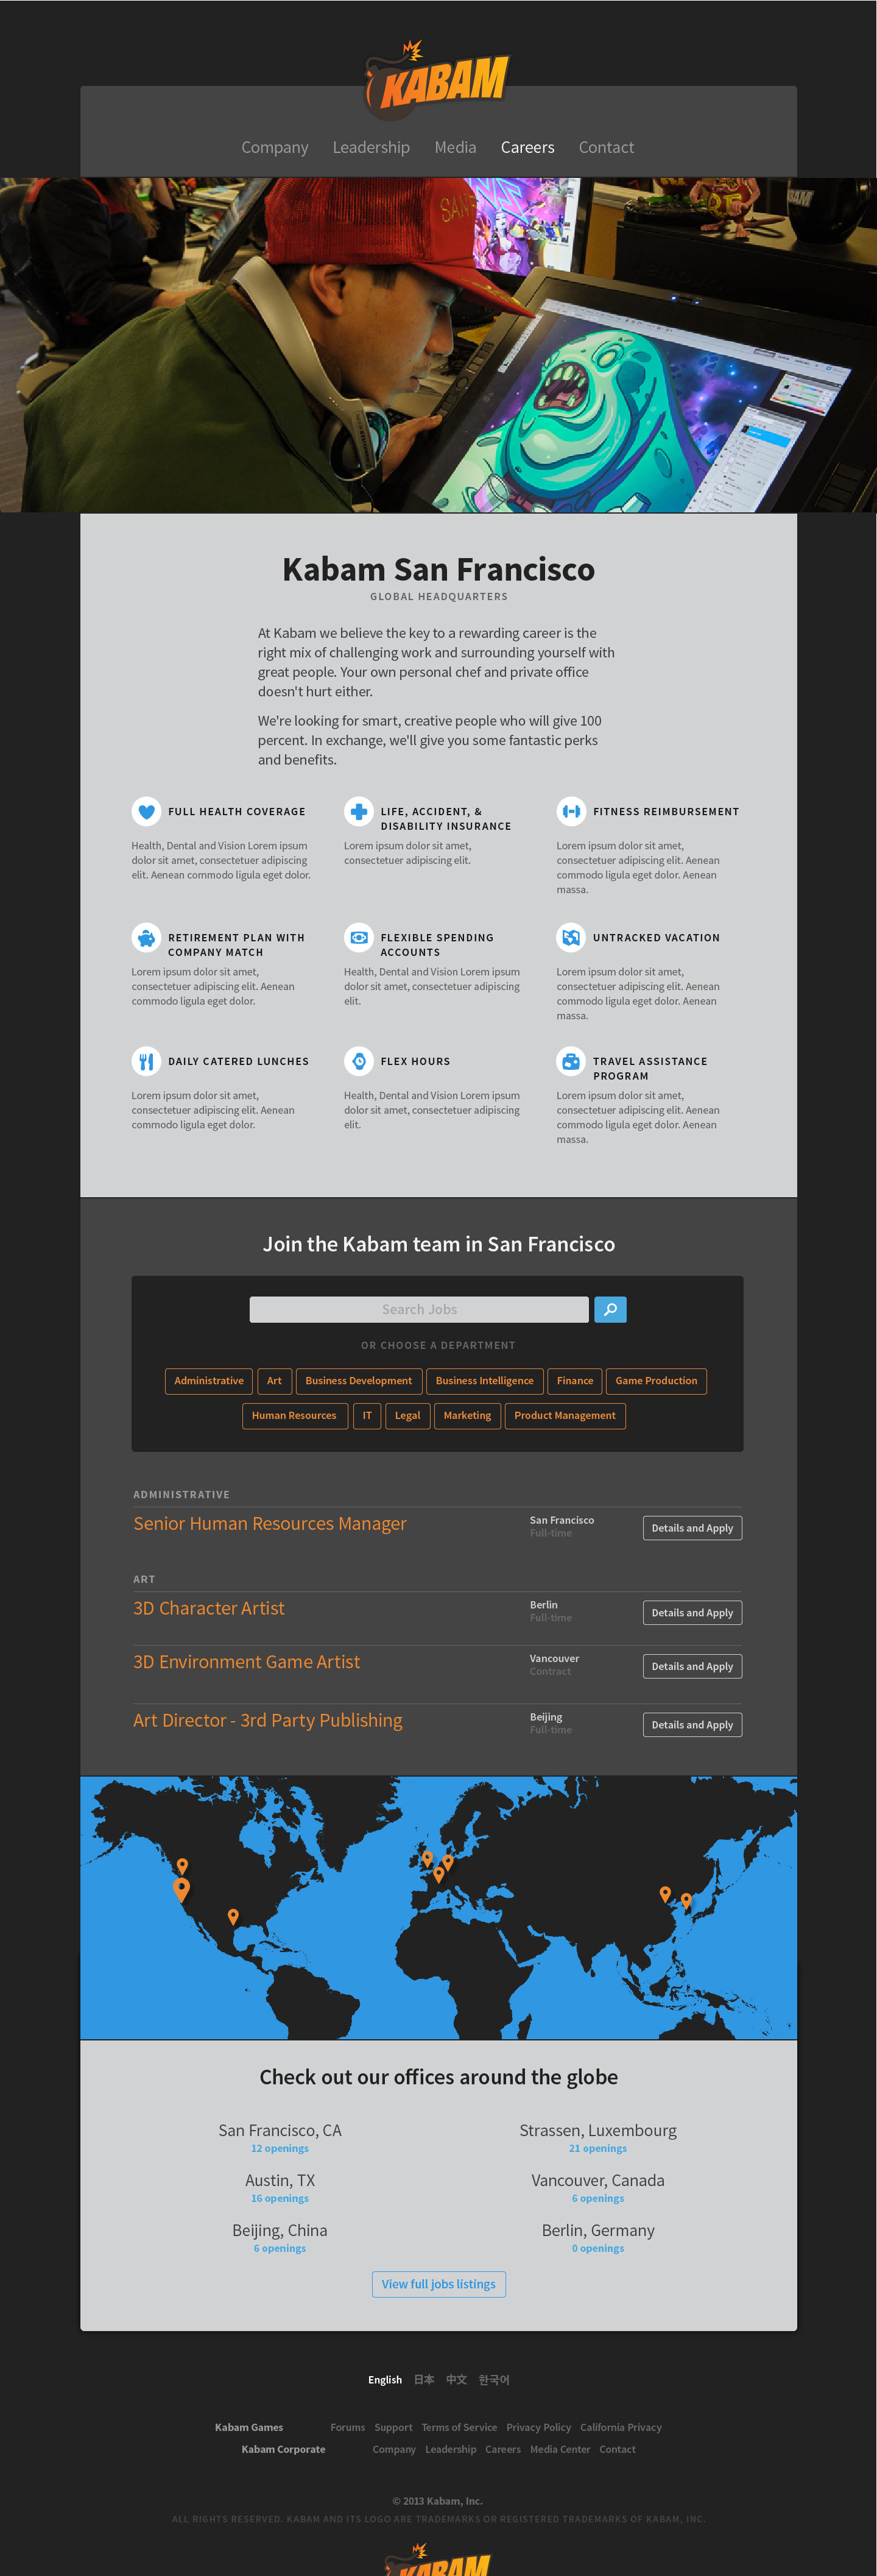 KABAM
Company Leadership Media Careers Contact
SAN
Kabam San Francisco
GLOBAL HEADQUARTERS
At Kabam we believe the key to a rewarding career is the
right mix of challenging work and surrounding yourself with
great people. Your own personal chef and private office
doesn't hurt either.
We're looking for smart, creative people who will give 100
percent. In exchange, we'll give you some fantastic perks
and benefits.
FULL HEALTH COVERAGE
Health, Dental and Vision Lorem ipsum
dolor sit amet, consectetuer adipiscing
elit. Aenean commodo ligula eget dolor.
LIFE, ACCIDENT, &
DISABILITY INSURANCE
Lorem ipsum dolor sit amet,
consectetuer adipiscing elit.
FITNESS REIMBURSEMENT
Lorem ipsum dolor sit amet,
consectetuer adipiscing elit. Aenean
commodo ligula eget dolor. Aenean
massa.
RETIREMENT PLAN WITH
COMPANY MATCH
Lorem ipsum dolor sit amet,
consectetuer adipiscing elit. Aenean
commodo ligula eget dolor.
FLEXIBLE SPENDING
ACCOUNTS
Health, Dental and Vision Lorem ipsum
dolor sit amet, consectetuer adipiscing
elit.
UNTRACKED VACATION
Lorem ipsum dolor sit amet,
consectetuer adipiscing elit. Aenean
commodo ligula eget dolor. Aenean
massa.
DAILY CATERED LUNCHES
Lorem ipsum dolor sit amet,
consectetuer adipiscing elit. Aenean
commodo ligula eget dolor.
FLEX HOURS
Health, Dental and Vision Lorem ipsum
dolor sit amet, consectetuer adipiscing
elit.
TRAVEL ASSISTANCE
PROGRAM
Lorem ipsum dolor sit amet,
consectetuer adipiscing elit. Aenean
commodo ligula eget dolor. Aenean
massa.
Join the Kabam team in San Francisco
Search Jobs
OR CHOOSE A DEPARTMENT
Administrative Art Business Development Business Intelligence Finance Game Production
Human Resources IT Legal Marketing Product Management
ADMINISTRATIVE
Senior Human Resources Manager
San Francisco
Full-time
Details and Apply
ART
3D Character Artist
Berlin
Full-time
Details and Apply
3D Environment Game Artist
Vancouver
Contract
Details and Apply
Art Director - 3rd Party Publishing
Beijing
Full-time
Details and Apply
Check out our offices around the globe
San Francisco, CA
12 openings
Strassen, Luxembourg
21 openings
Austin, TX
16 openings
Vancouver, Canada
6 openings
Beijing, China
6 openings
Berlin, Germany
0 openings
View full jobs listings
English 日本 中文 한국어
Kabam Games Forums Support Terms of Service Privacy Policy California Privacy
Kabam Corporate Company Leadership Careers Media Center Contact
© 2013 Kabam, Inc.
ALL RIGHTS RESERVED. KABAM AND ITS LOGO ARE TRADEMARKS OR REGISTERED TRADEMARKS OF KABAM, INC.
KABAM